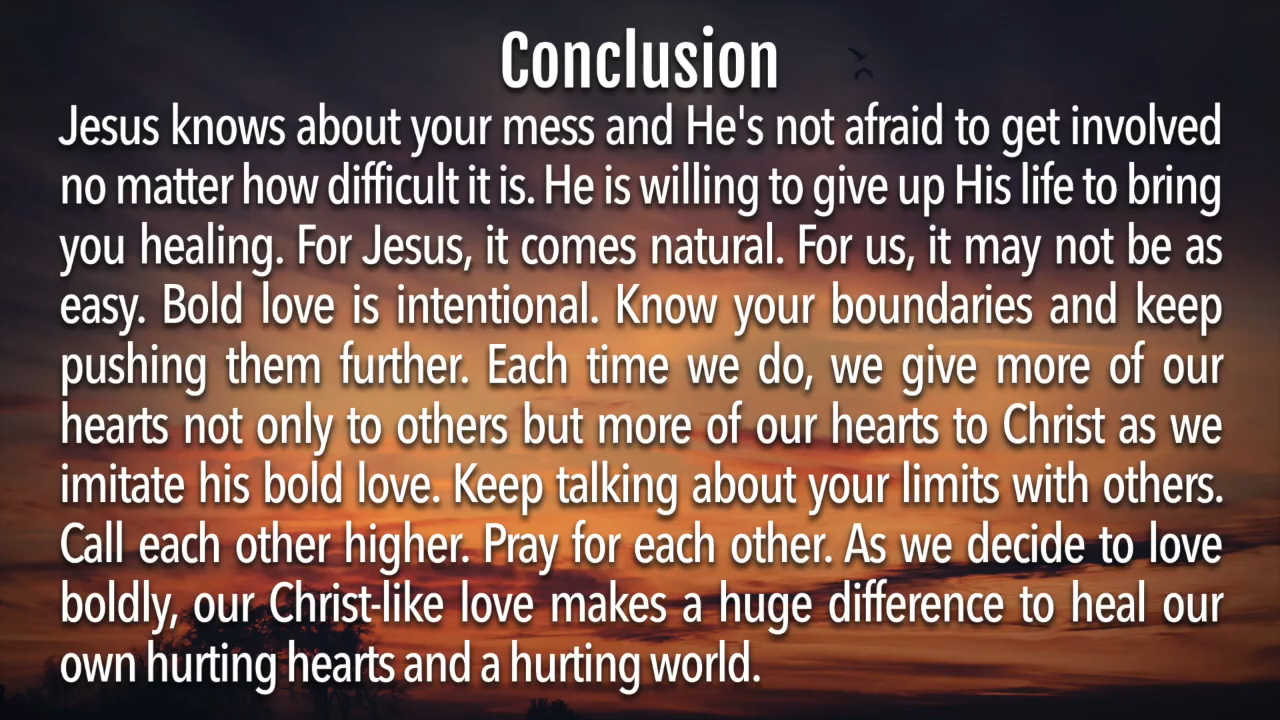 Conclusion
Jesus knows about your mess and He's not afraid to get involved
no matter how difficult it is. He is willing to give up His life to bring
you healing. For Jesus, it comes natural. For us, it may not be as
easy. Bold love is intentional. Know your boundaries and keep
pushing them further. Each time we do, we give more of our
hearts not only to others but more of our hearts to Christ as we
imitate his bold love. Keep talking about your limits with others.
Call each other higher. Pray for each other. As we decide to love
boldly, our Christ-like love makes a huge difference to heal our
own hurting hearts and a hurting world.